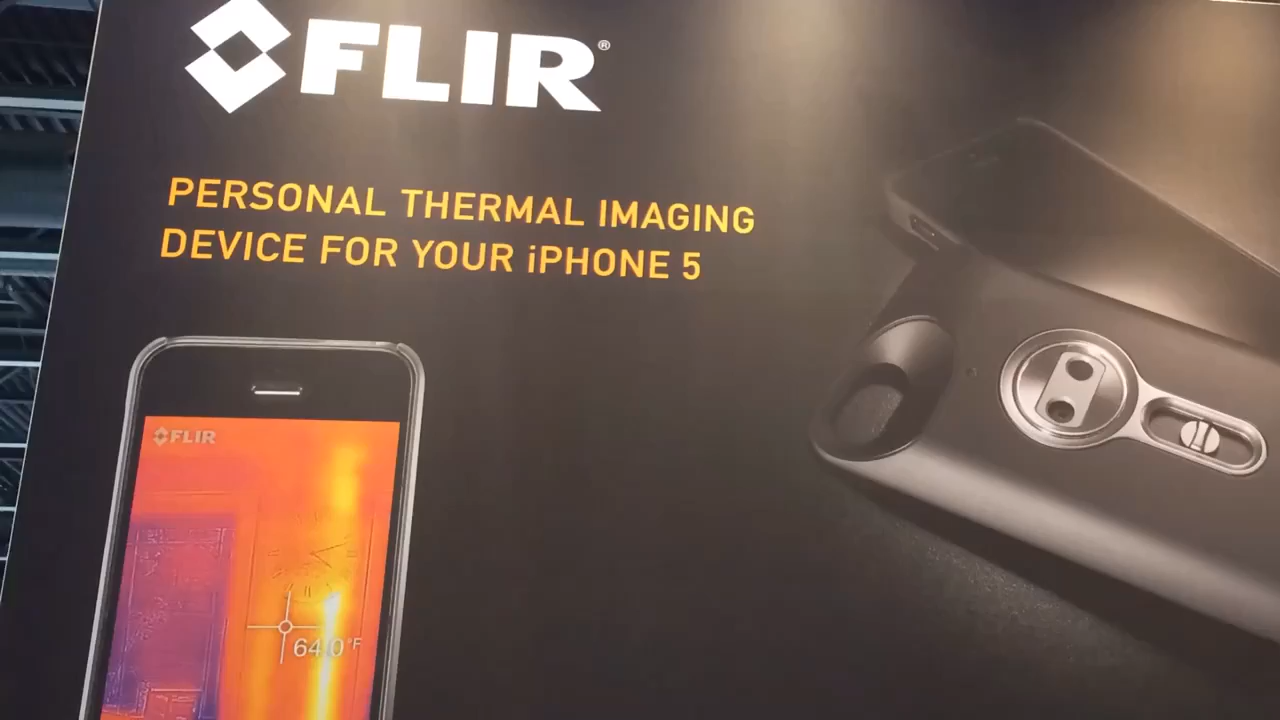 FLIR®
PERSONAL THERMAL IMAGING
DEVICE FOR YOUR iPHONE 5
FLIR
64.0°F